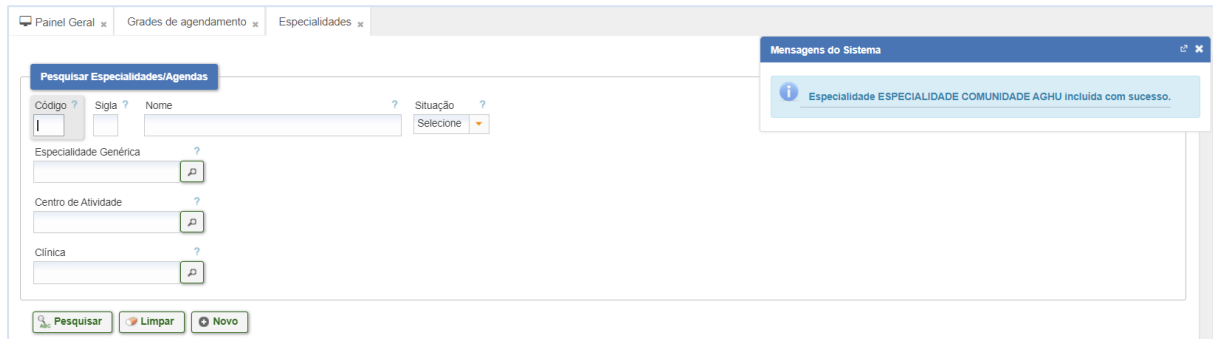 Painel Geral Grades de agendamento Especialidades
Mensagens do Sistema
Especialidade ESPECIALIDADE COMUNIDADE AGHU incluída com sucesso.
Pesquisar Especialidades/Agendas
Código ? Sigla ? Nome ? Situação ?
Selecione
Especialidade Genérica ?
Centro de Atividade ?
Clínica ?
Pesquisar Limpar Novo